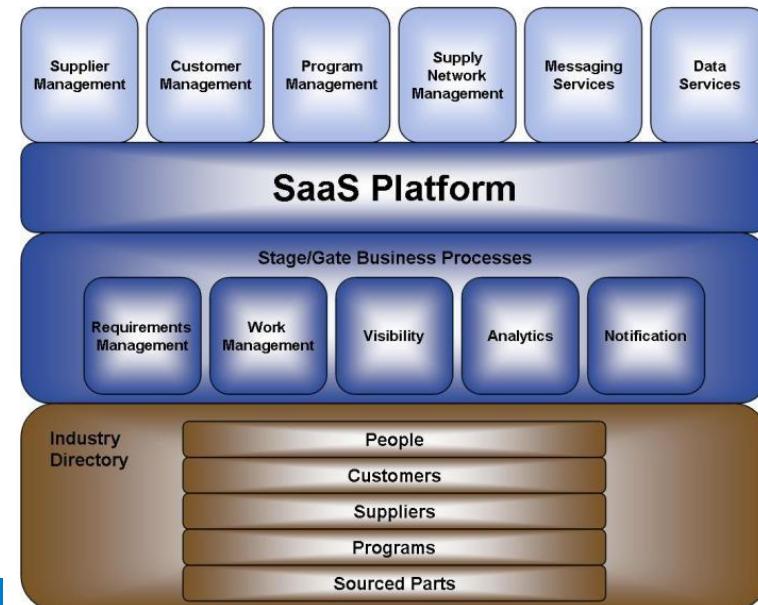 Supplier
Management
Customer
Management
Program
Management
Supply
Network
Management
Messaging
Services
Data
Services
SaaS Platform
Stage/Gate Business Processes
Requirements
Management
Work
Management
Visibility
Analytics
Notification
Industry
Directory
People
Customers
Suppliers
Programs
Sourced Parts